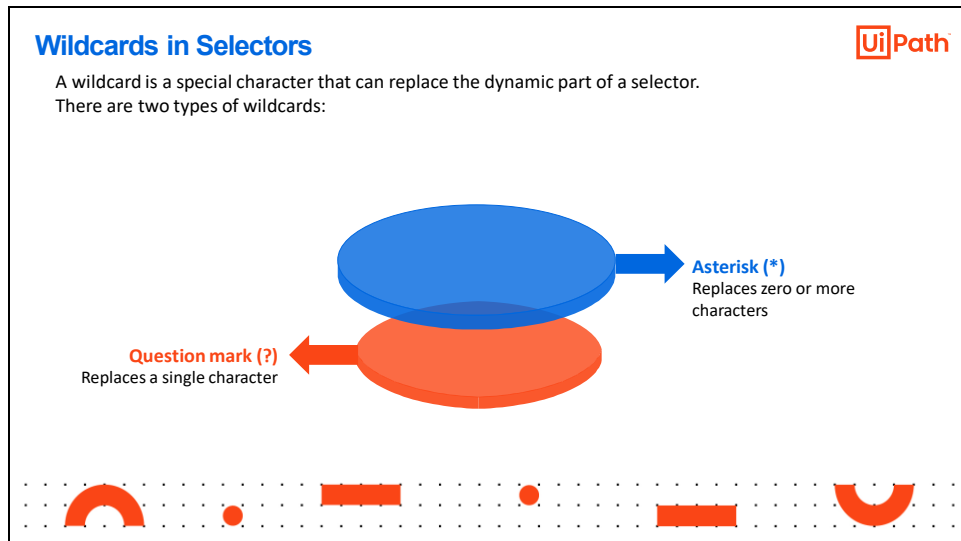 Wildcards in Selectors
UiPath
A wildcard is a special character that can replace the dynamic part of a selector.
There are two types of wildcards:
Asterisk (*)
Replaces zero or more
characters
Question mark (?)
Replaces a single character